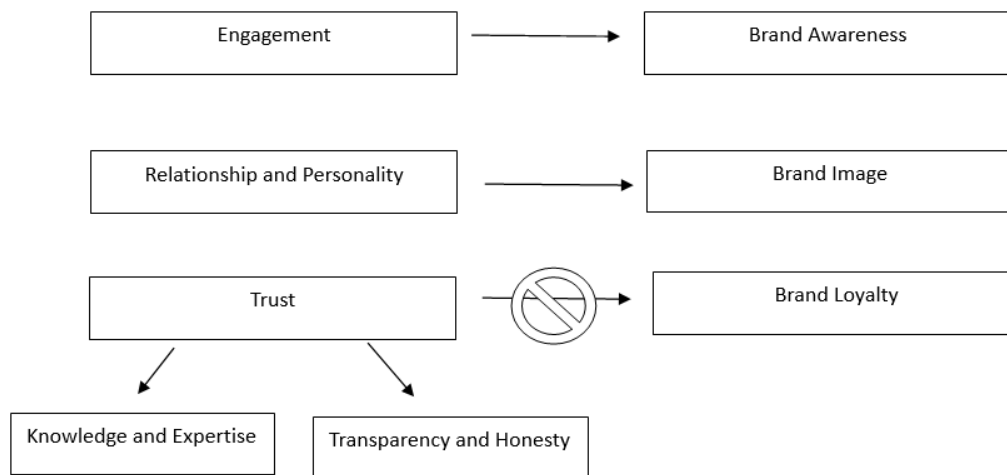 Engagement
Brand Awareness
Relationship and Personality
Brand Image
Trust
Brand Loyalty
Knowledge and Expertise
Transparency and Honesty